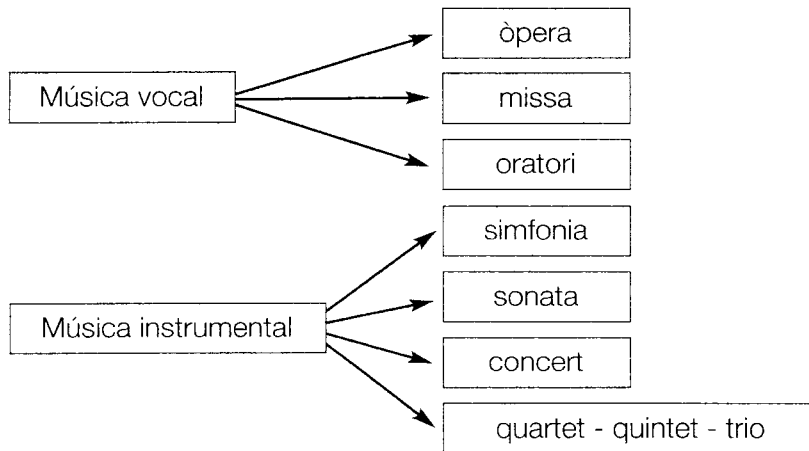 Música vocal
òpera
missa
oratori
Música instrumental
simfonia
sonata
concert
quartet - quintet - trio